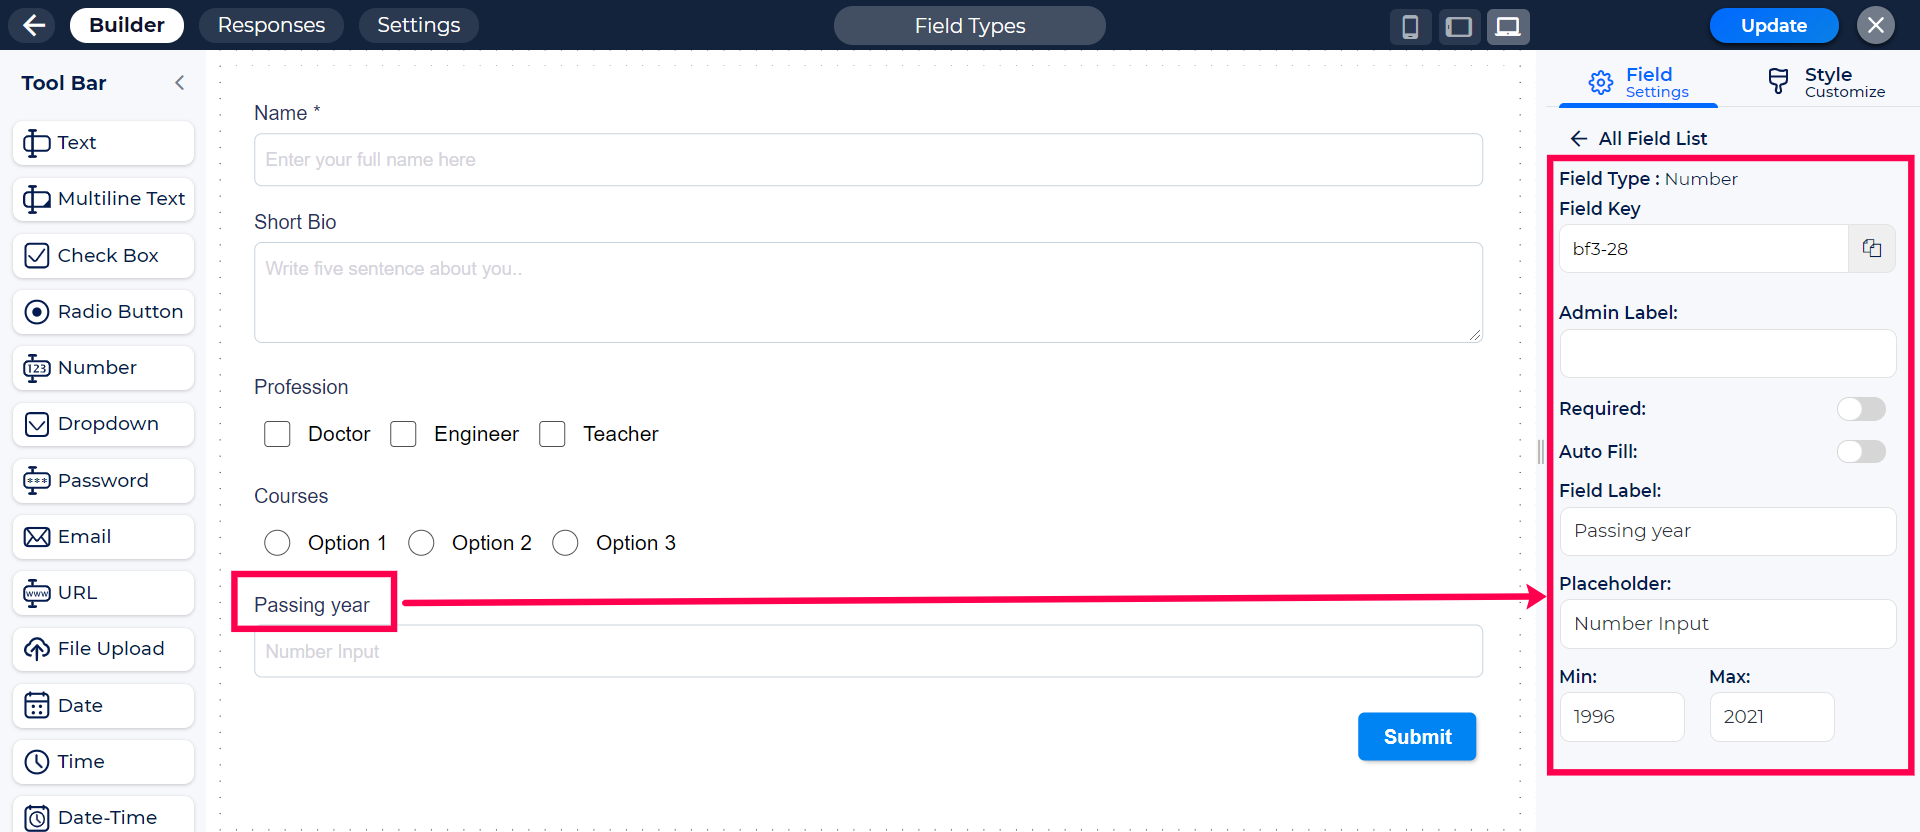 Builder
Responses
Settings
Field Types
Update
Tool Bar
Text
Multiline Text
Check Box
Radio Button
123
Number
Dropdown
***
Password
Email
www
URL
File Upload
Date
Time
Date-Time
Name *
Enter your full name here
Short Bio
Write five sentence about you..
Profession
Doctor Engineer Teacher
Courses
Option 1 Option 2 Option 3
Passing year
Number Input
Submit
Field
Settings
Style
Customize
All Field List
Field Type : Number
Field Key
bf3-28
Admin Label:
Required:
Auto Fill:
Field Label:
Passing year
Placeholder:
Number Input
Min: Max:
1996 2021